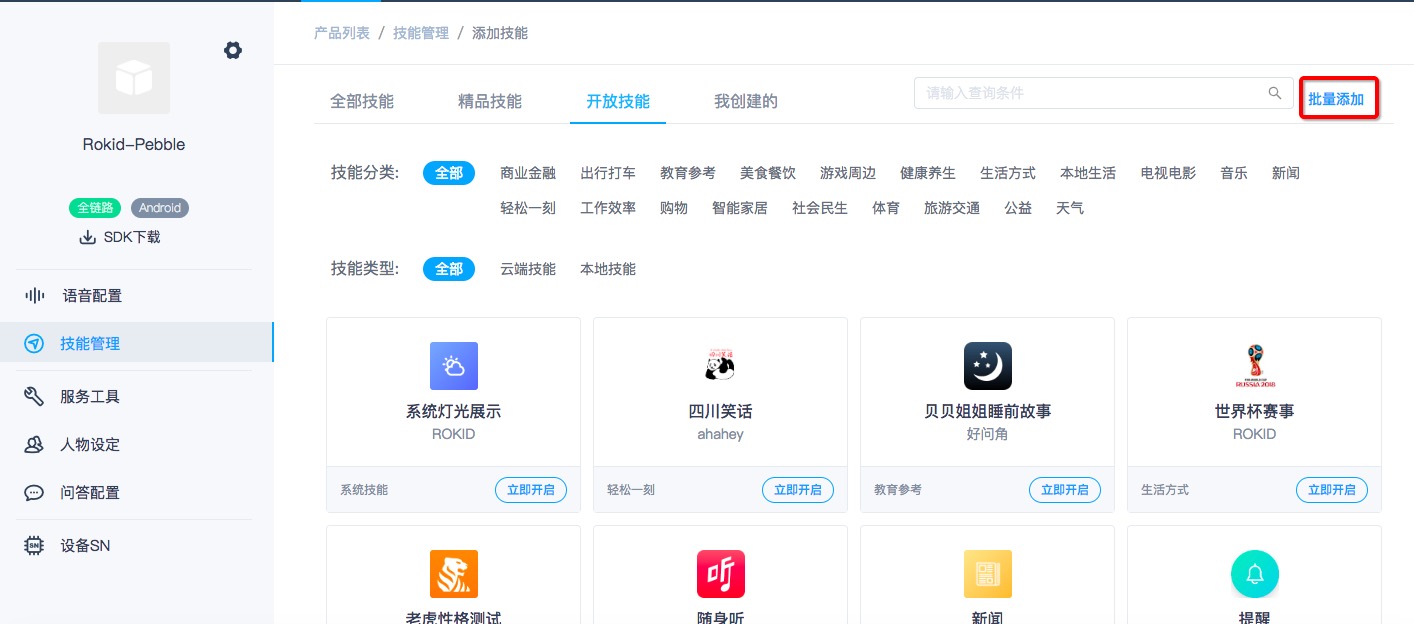 产品列表 / 技能管理 / 添加技能
Rokid-Pebble
全链路 Android
SDK下载
语音配置
技能管理
服务工具
人物设定
问答配置
设备SN
全部技能 精品技能 开放技能 我创建的 请输入查询条件 批量添加
技能分类: 全部 商业金融 出行打车 教育参考 美食餐饮 游戏周边 健康养生 生活方式 本地生活 电视电影 音乐 新闻
轻松一刻 工作效率 购物 智能家居 社会民生 体育 旅游交通 公益 天气
技能类型: 全部 云端技能 本地技能
系统灯光展示
ROKID
系统技能 立即开启
四川笑话
ahahey
轻松一刻 立即开启
贝贝姐姐睡前故事
好问角
教育参考 立即开启
RUSSIA 2018
世界杯赛事
ROKID
生活方式 立即开启
老虎性格测试
听
随身听
新闻
提醒